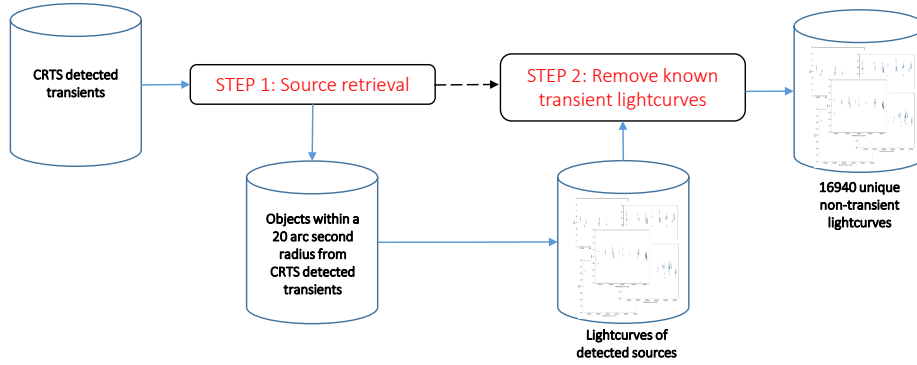 CRTS detected
transients
STEP 1: Source retrieval
STEP 2: Remove known
transient lightcurves
Objects within a
20 arc second
radius from
CRTS detected
transients
Lightcurves of
detected sources
16940 unique
non-transient
lightcurves